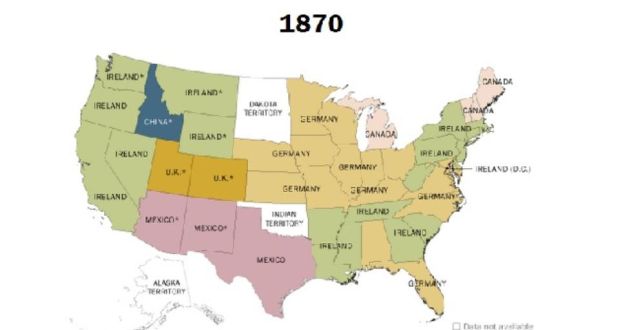 1870
CANADA
IRELAND*
IRELAND*
DAKOTA
TERRITORY
IRELAND
CANADA
GERMANY
CHINA*
IRELAND
CANADA
IRELAND*
IRELAND
GERMANY
IRELAND
GERMANY
IRELAND (D.C.)
U.K.*
U.K.*
GERMANY
GERMANY
IRELAND
GERMANY
IRELAND
MEXICO*
INDIAN
TERRITORY
MEXICO*
IRELAND
IRELAND
MEXICO
ALASKA
TERRITORY
GERMANY
Data not available